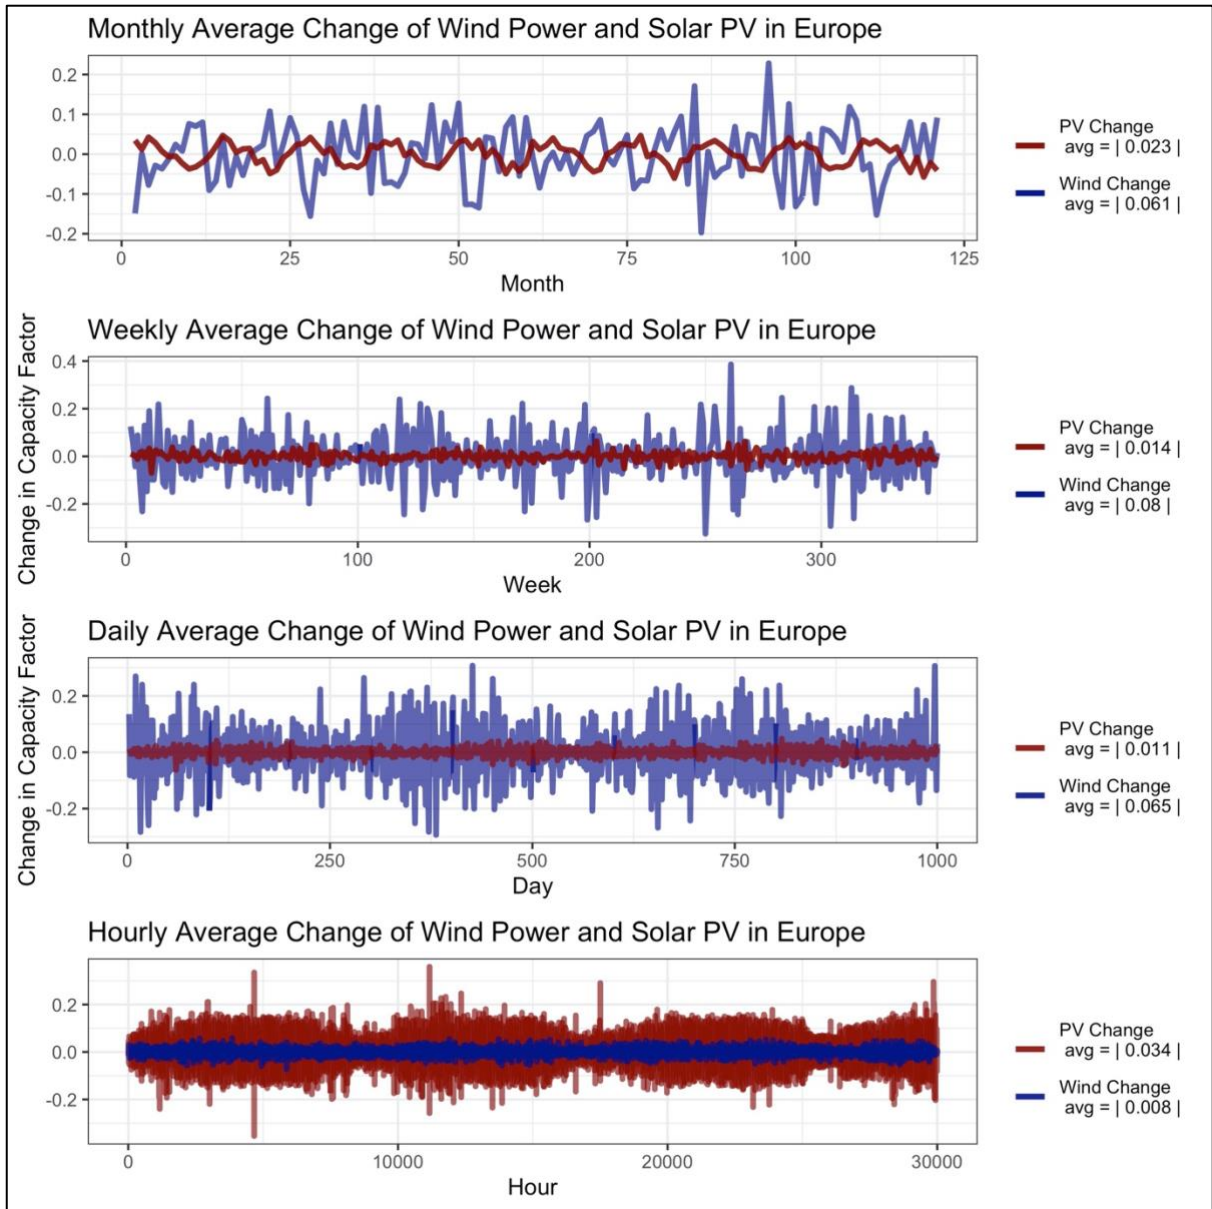 Monthly Average Change of Wind Power and Solar PV in Europe
0.2
0.1
0.0
-0.1
-0.2
0 25 50 75 100 125
Month
PV Change
avg = | 0.023 |
Wind Change
avg = | 0.061 |
Change in Capacity Factor
Weekly Average Change of Wind Power and Solar PV in Europe
0.4
0.2
0.0
-0.2
0 100 200 300
Week
PV Change
avg = | 0.014 |
Wind Change
avg = | 0.08 |
Change in Capacity Factor
Daily Average Change of Wind Power and Solar PV in Europe
0.2
0.0
-0.2
0 250 500 750 1000
Day
PV Change
avg = | 0.011 |
Wind Change
avg = | 0.065 |
Hourly Average Change of Wind Power and Solar PV in Europe
0.2
0.0
-0.2
0 10000 20000 30000
Hour
PV Change
avg = | 0.034 |
Wind Change
avg = | 0.008 |